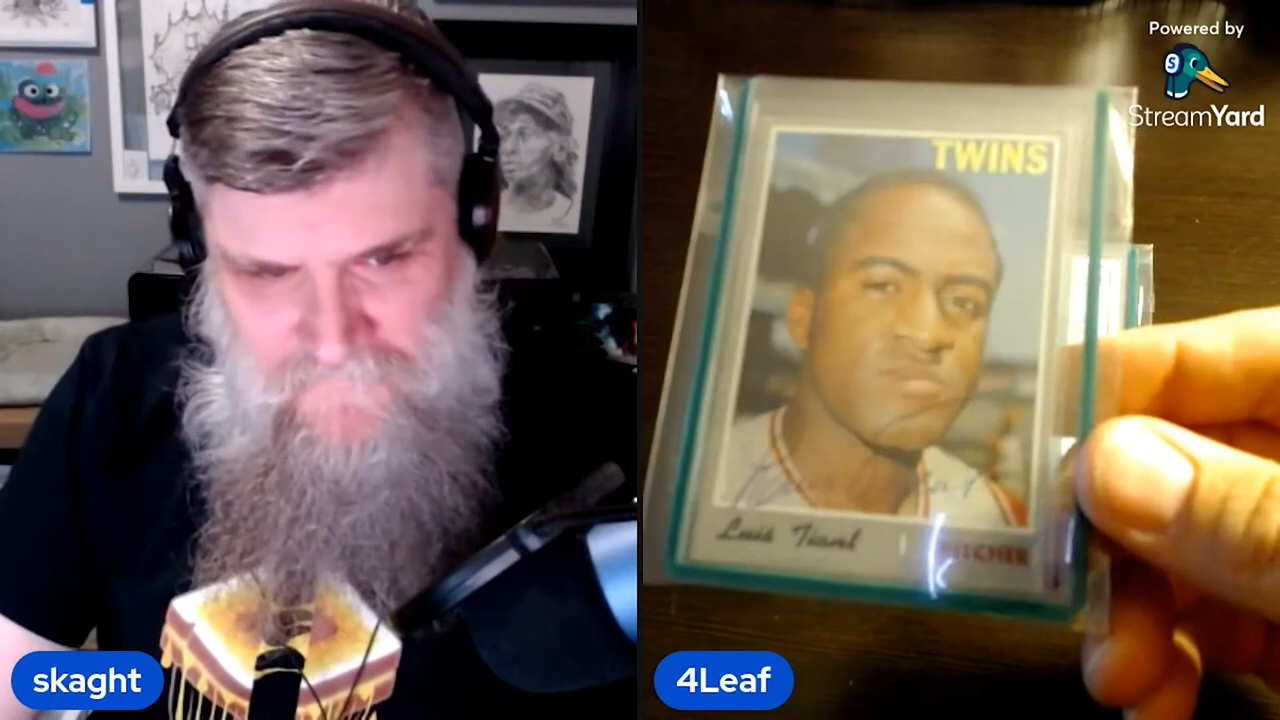 Powered by
StreamYard
TWINS
Luis Tiant
PITCHER
skaght
4Leaf